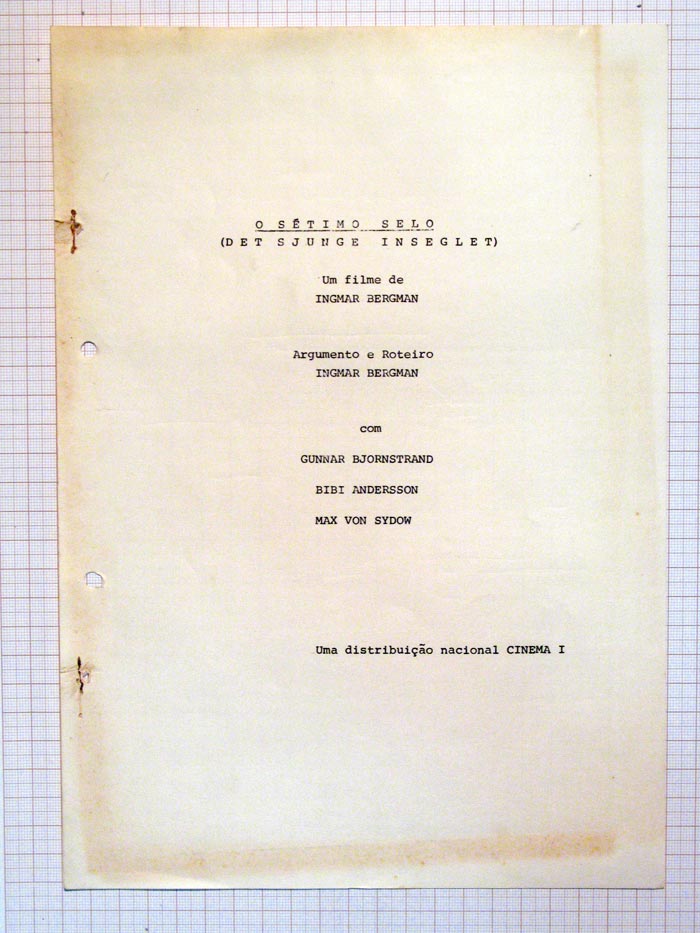 O SÉTIMO SELO
(DET SJUNGE INSEGLET)
Um filme de
INGMAR BERGMAN
Argumento e Roteiro
INGMAR BERGMAN
com
GUNNAR BJORNSTRAND
BIBI ANDERSSON
MAX VON SYDOW
Uma distribuição nacional CINEMA I